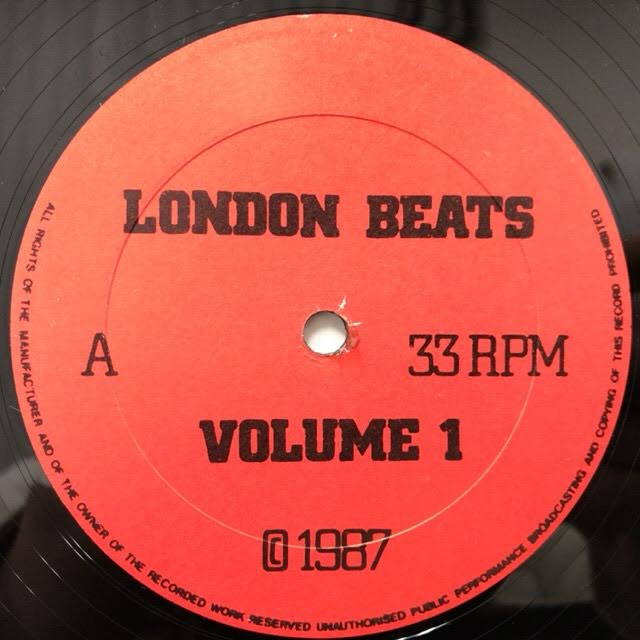 LONDON BEATS
A
33 RPM
VOLUME 1
© 1987
ALL RIGHTS OF THE MANUFACTURER AND OF THE OWNER OF THE RECORDED WORK RESERVED UNAUTHORISED PUBLIC PERFORMANCE BROADCASTING AND COPYING OF THIS RECORD PROHIBITED